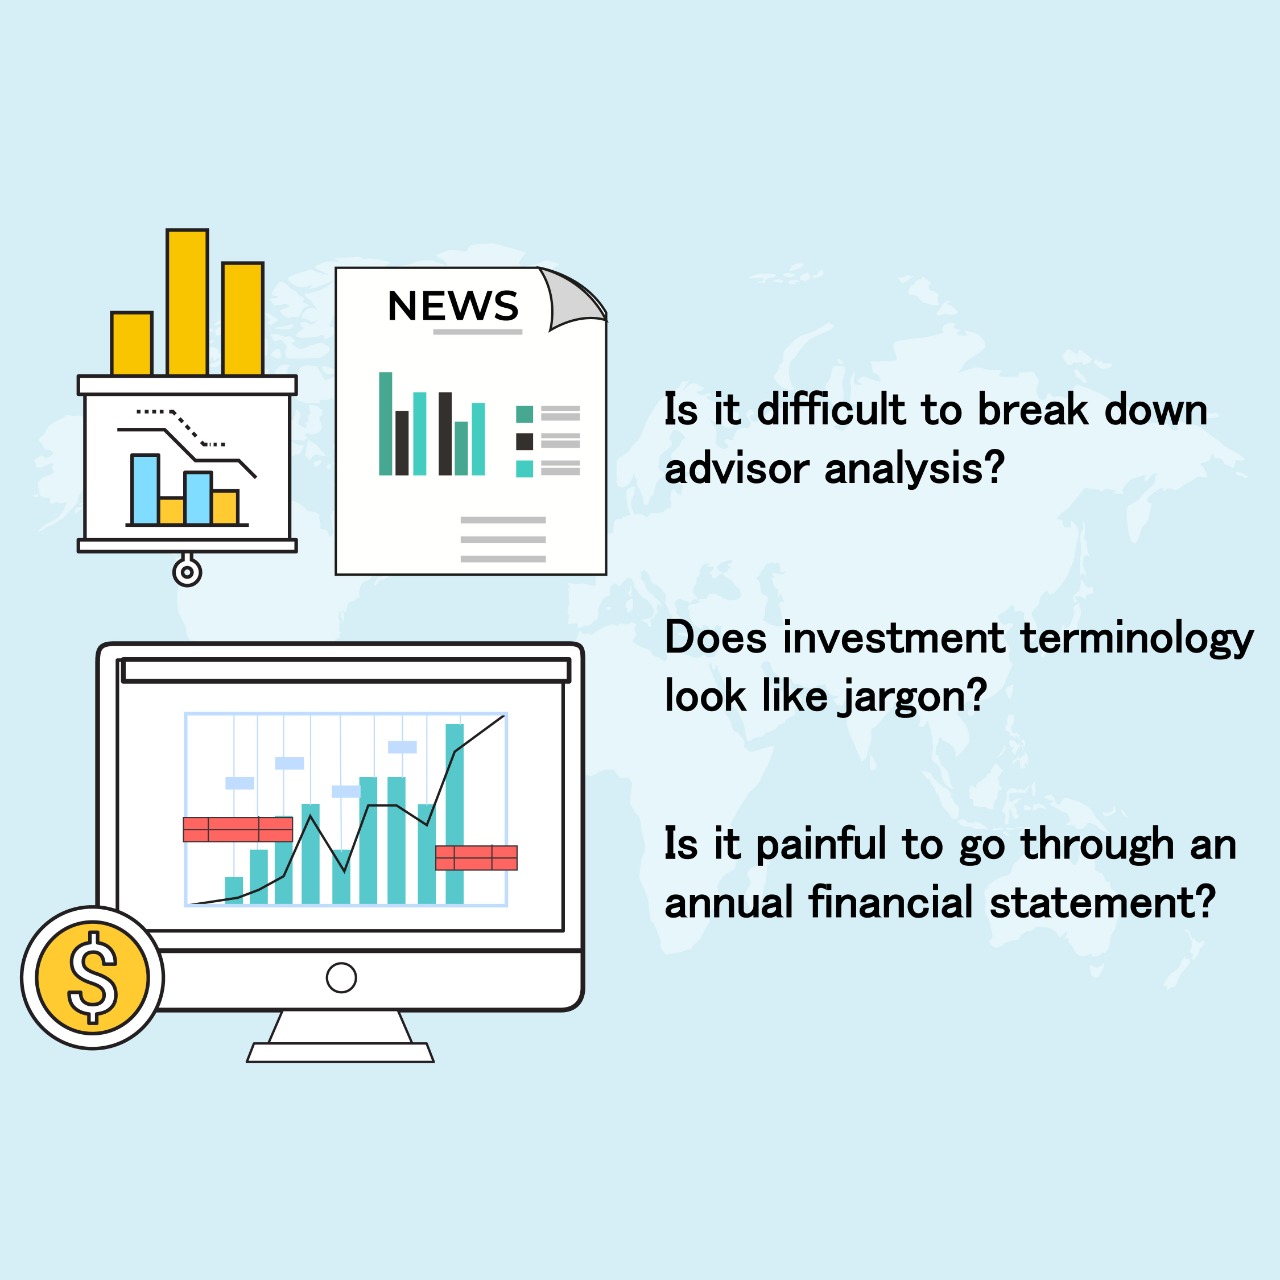 NEWS
Is it difficult to break down
advisor analysis?
Does investment terminology
look like jargon?
Is it painful to go through an
annual financial statement?
$